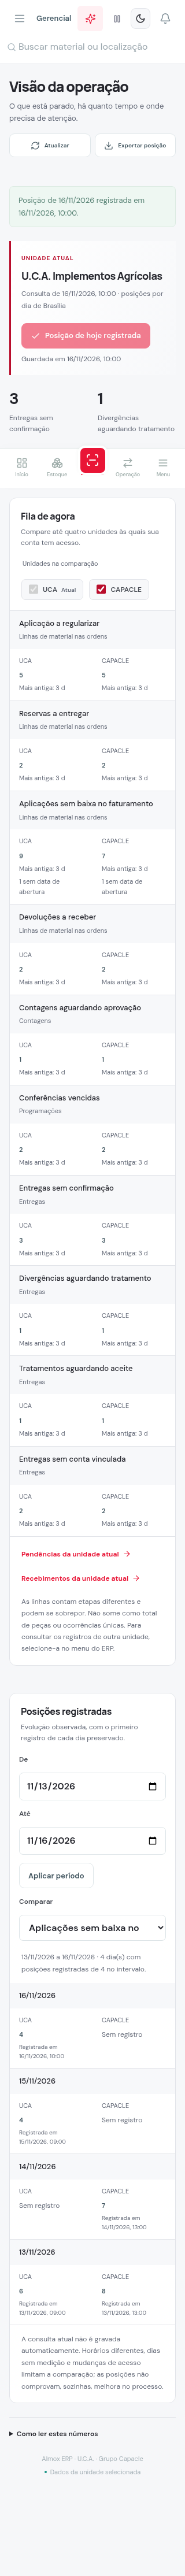 Gerencial
Buscar material ou localização
Visão da operação
O que está parado, há quanto tempo e onde
precisa de atenção.
Atualizar
Exportar posição
Posição de 16/11/2026 registrada em
16/11/2026, 10:00.
UNIDADE ATUAL
U.C.A. Implementos Agrícolas
Consulta de 16/11/2026, 10:00 · posições por
dia de Brasília
Posição de hoje registrada
Guardada em 16/11/2026, 10:00
3
Entregas sem
confirmação
1
Divergências
aguardando tratamento
Início
Estoque
Operação
Menu
Fila de agora
Compare até quatro unidades às quais sua
conta tem acesso.
Unidades na comparação
UCA Atual
CAPACLE
Aplicação a regularizar
Linhas de material nas ordens
UCA CAPACLE
5 5
Mais antiga: 3 d Mais antiga: 3 d
Reservas a entregar
Linhas de material nas ordens
UCA CAPACLE
2 2
Mais antiga: 3 d Mais antiga: 3 d
Aplicações sem baixa no faturamento
Linhas de material nas ordens
UCA CAPACLE
9 7
Mais antiga: 3 d Mais antiga: 3 d
1 sem data de 1 sem data de
abertura abertura
Devoluções a receber
Linhas de material nas ordens
UCA CAPACLE
2 2
Mais antiga: 3 d Mais antiga: 3 d
Contagens aguardando aprovação
Contagens
UCA CAPACLE
1 1
Mais antiga: 3 d Mais antiga: 3 d
Conferências vencidas
Programações
UCA CAPACLE
2 2
Mais antiga: 3 d Mais antiga: 3 d
Entregas sem confirmação
Entregas
UCA CAPACLE
3 3
Mais antiga: 3 d Mais antiga: 3 d
Divergências aguardando tratamento
Entregas
UCA CAPACLE
1 1
Mais antiga: 3 d Mais antiga: 3 d
Tratamentos aguardando aceite
Entregas
UCA CAPACLE
1 1
Mais antiga: 3 d Mais antiga: 3 d
Entregas sem conta vinculada
Entregas
UCA CAPACLE
2 2
Mais antiga: 3 d Mais antiga: 3 d
Pendências da unidade atual →
Recebimentos da unidade atual →
As linhas contam etapas diferentes e
podem se sobrepor. Não some como total
de peças ou ocorrências únicas. Para
consultar os registros de outra unidade,
selecione-a no menu do ERP.
Posições registradas
Evolução observada, com o primeiro
registro de cada dia preservado.
De
11/13/2026
Até
11/16/2026
Aplicar período
Comparar
Aplicações sem baixa no
13/11/2026 a 16/11/2026 · 4 dia(s) com
posições registradas de 4 no intervalo.
16/11/2026
UCA CAPACLE
4 Sem registro
Registrada em
16/11/2026, 10:00
15/11/2026
UCA CAPACLE
4 Sem registro
Registrada em
15/11/2026, 09:00
14/11/2026
UCA CAPACLE
Sem registro 7
Registrada em
14/11/2026, 13:00
13/11/2026
UCA CAPACLE
6 8
Registrada em Registrada em
13/11/2026, 09:00 13/11/2026, 13:00
A consulta atual não é gravada
automaticamente. Horários diferentes, dias
sem medição e mudanças de acesso
limitam a comparação; as posições não
comprovam, sozinhas, melhora no processo.
Como ler estes números
Almox ERP · U.C.A. · Grupo Capacle
Dados da unidade selecionada